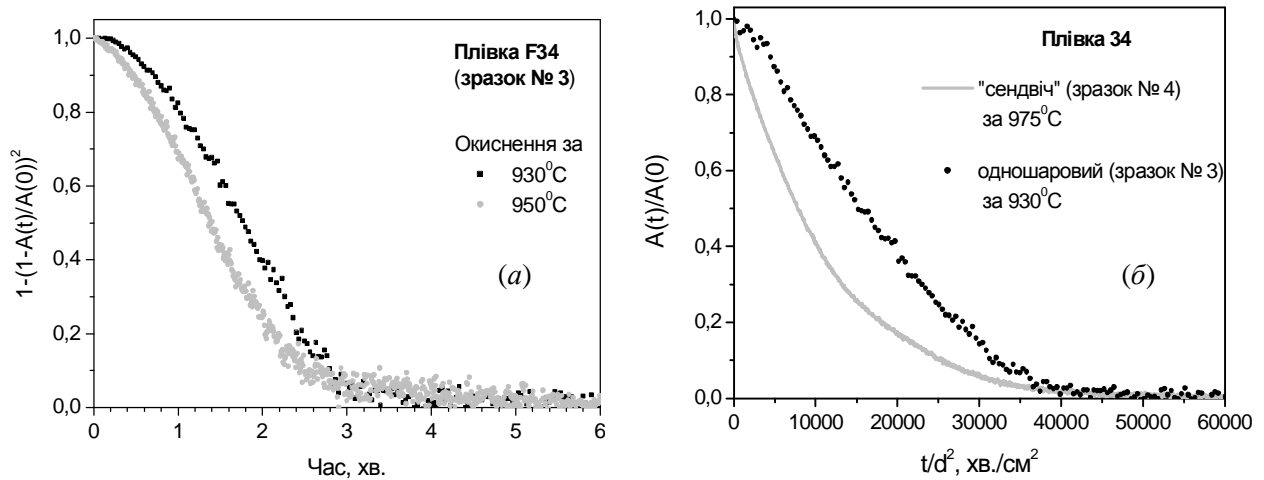 1-(1-A(t)/A(0))²
1,0
0,8
0,6
0,4
0,2
0,0
Плівка F34
(зразок № 3)
Окиснення за
930⁰C
950⁰C
(а)
0 1 2 3 4 5 6
Час, хв.
A(t)/A(0)
1,0
0,8
0,6
0,4
0,2
0,0
Плівка 34
"сендвіч" (зразок № 4)
за 975⁰C
одношаровий (зразок № 3)
за 930⁰C
(б)
0 10000 20000 30000 40000 50000 60000
t/d², хв./см²